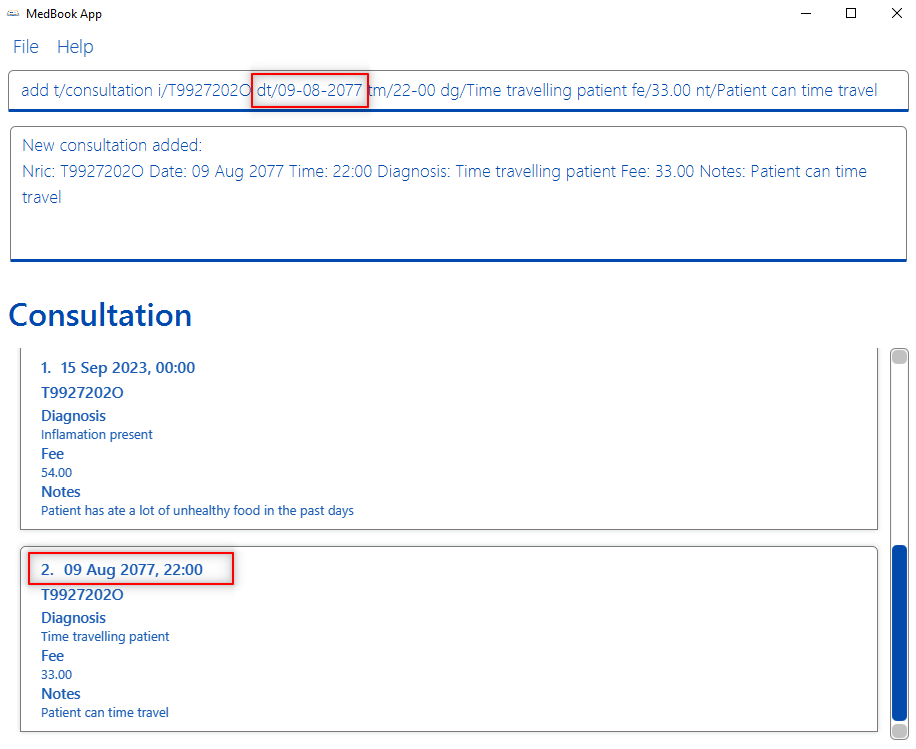 MedBook App
File Help
add t/consultation i/T9927202O dt/09-08-2077 tm/22-00 dg/Time travelling patient fe/33.00 nt/Patient can time travel
New consultation added:
Nric: T9927202O Date: 09 Aug 2077 Time: 22:00 Diagnosis: Time travelling patient Fee: 33.00 Notes: Patient can time
travel
Consultation
1. 15 Sep 2023, 00:00
T9927202O
Diagnosis
Inflamation present
Fee
54.00
Notes
Patient has ate a lot of unhealthy food in the past days
2. 09 Aug 2077, 22:00
T9927202O
Diagnosis
Time travelling patient
Fee
33.00
Notes
Patient can time travel